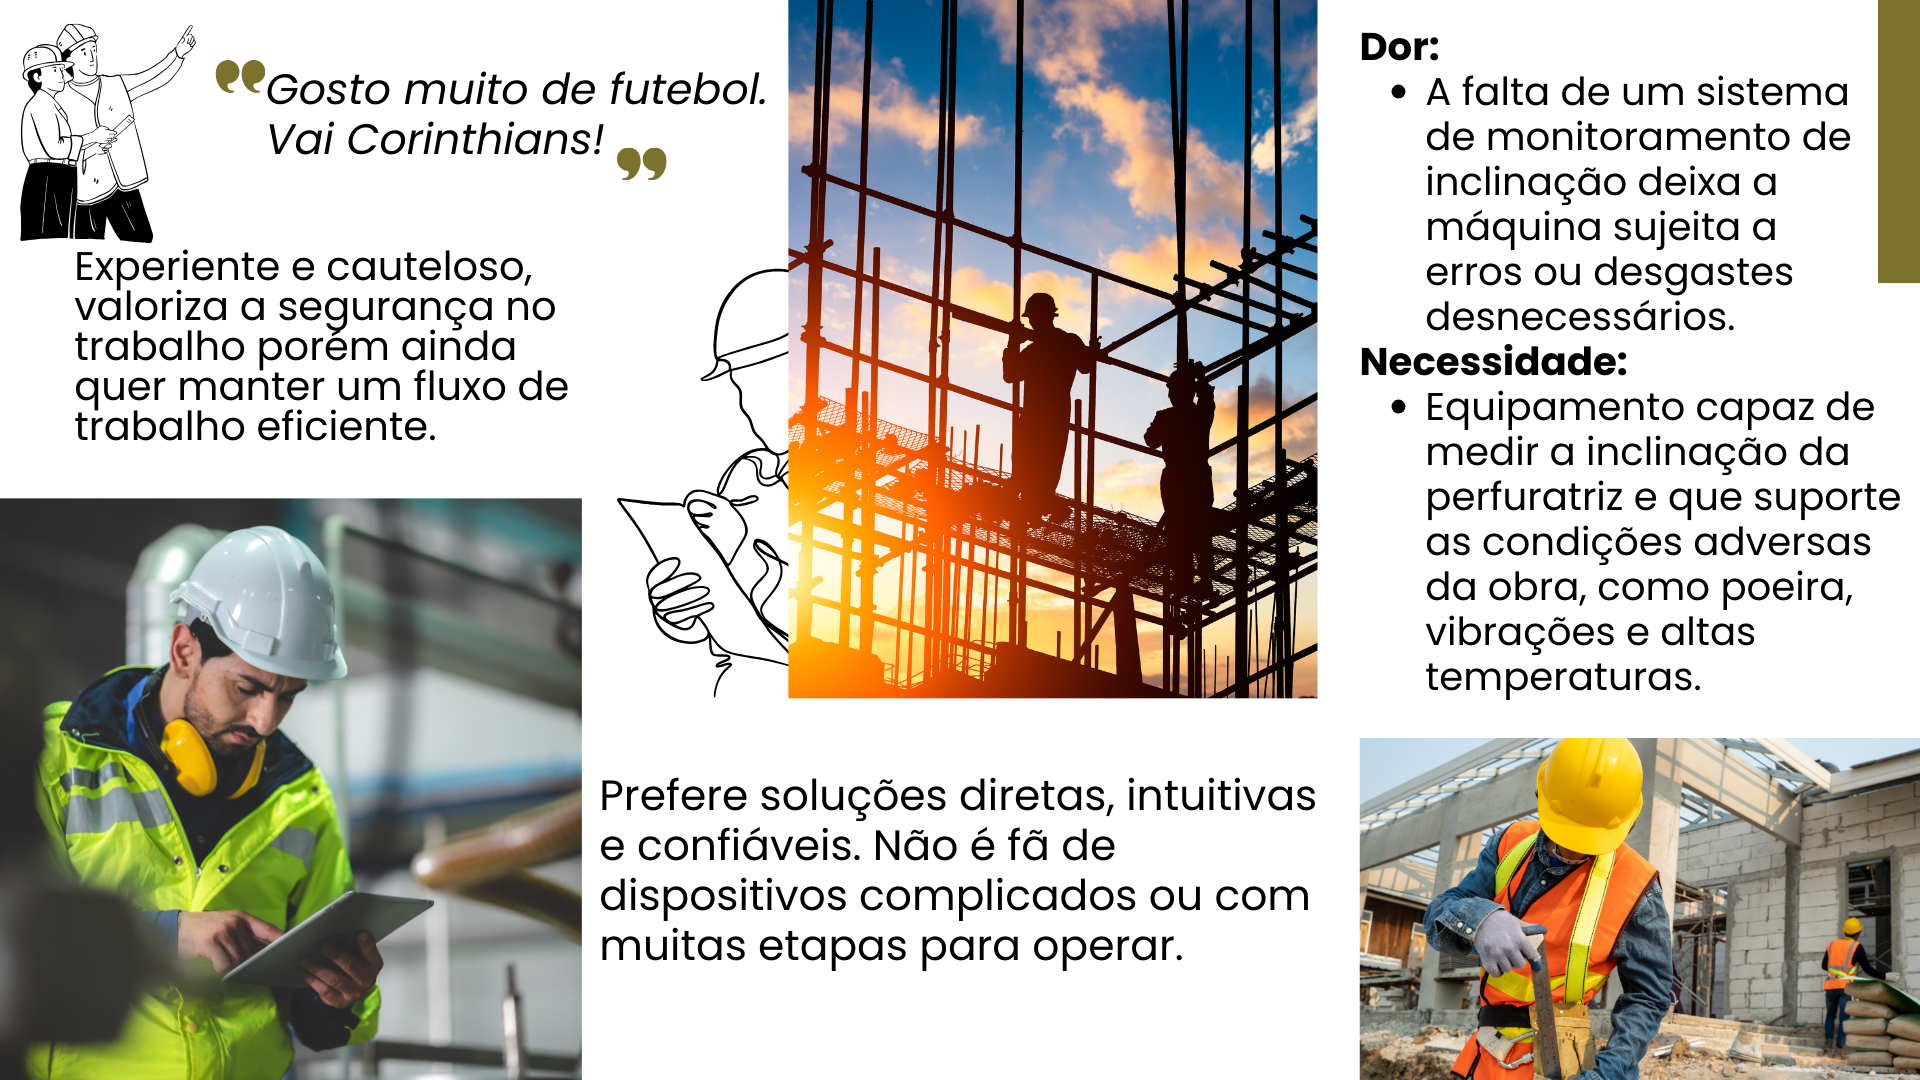 ❝Gosto muito de futebol.
Vai Corinthians!❞
Experiente e cauteloso,
valoriza a segurança no
trabalho porém ainda
quer manter um fluxo de
trabalho eficiente.
Prefere soluções diretas, intuitivas
e confiáveis. Não é fã de
dispositivos complicados ou com
muitas etapas para operar.
Dor:
• A falta de um sistema
de monitoramento de
inclinação deixa a
máquina sujeita a
erros ou desgastes
desnecessários.
Necessidade:
• Equipamento capaz de
medir a inclinação da
perfuratriz e que suporte
as condições adversas
da obra, como poeira,
vibrações e altas
temperaturas.